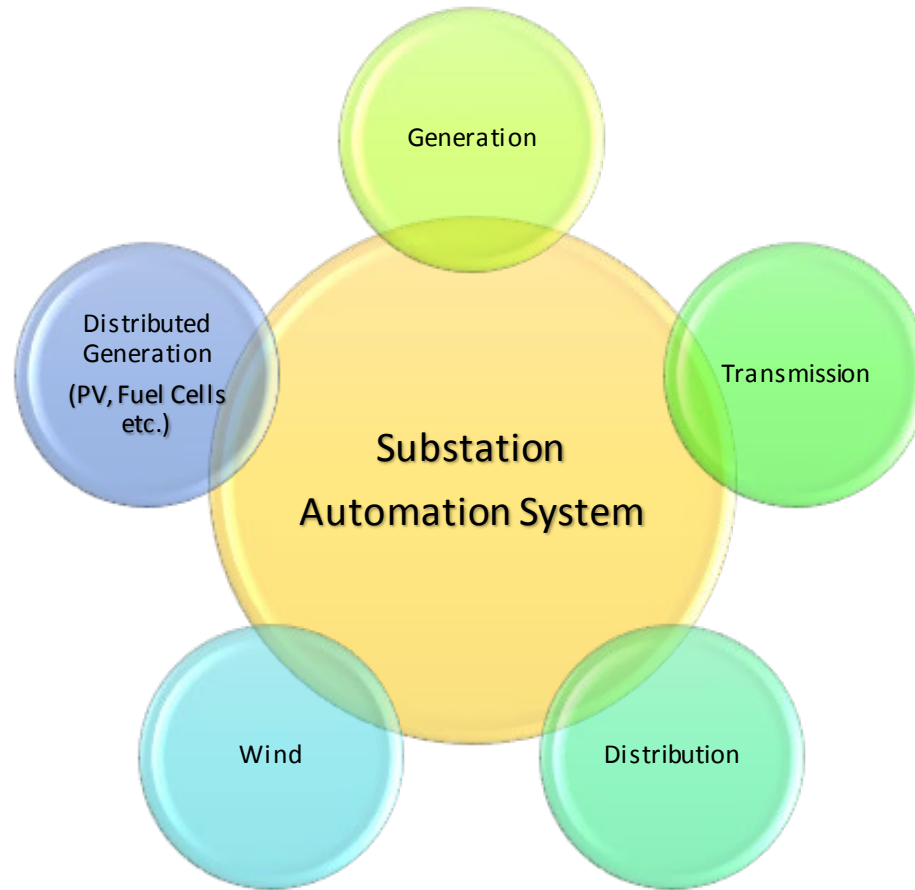 Generation
Distributed
Generation
(PV, Fuel Cells
etc.)
Transmission
Substation
Automation System
Wind
Distribution